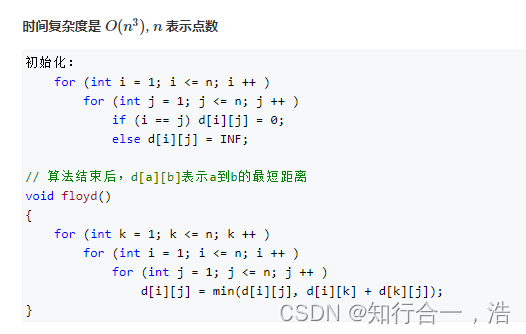 时间复杂度是 O(n³), n 表示点数
初始化:
    for (int i = 1; i <= n; i ++ )
        for (int j = 1; j <= n; j ++ )
            if (i == j) d[i][j] = 0;
            else d[i][j] = INF;
// 算法结束后，d[a][b]表示a到b的最短距离
void floyd()
{
    for (int k = 1; k <= n; k ++ )
        for (int i = 1; i <= n; i ++ )
            for (int j = 1; j <= n; j ++ )
                d[i][j] = min(d[i][j], d[i][k] + d[k][j]);
}
CSDN @知行合一，浩